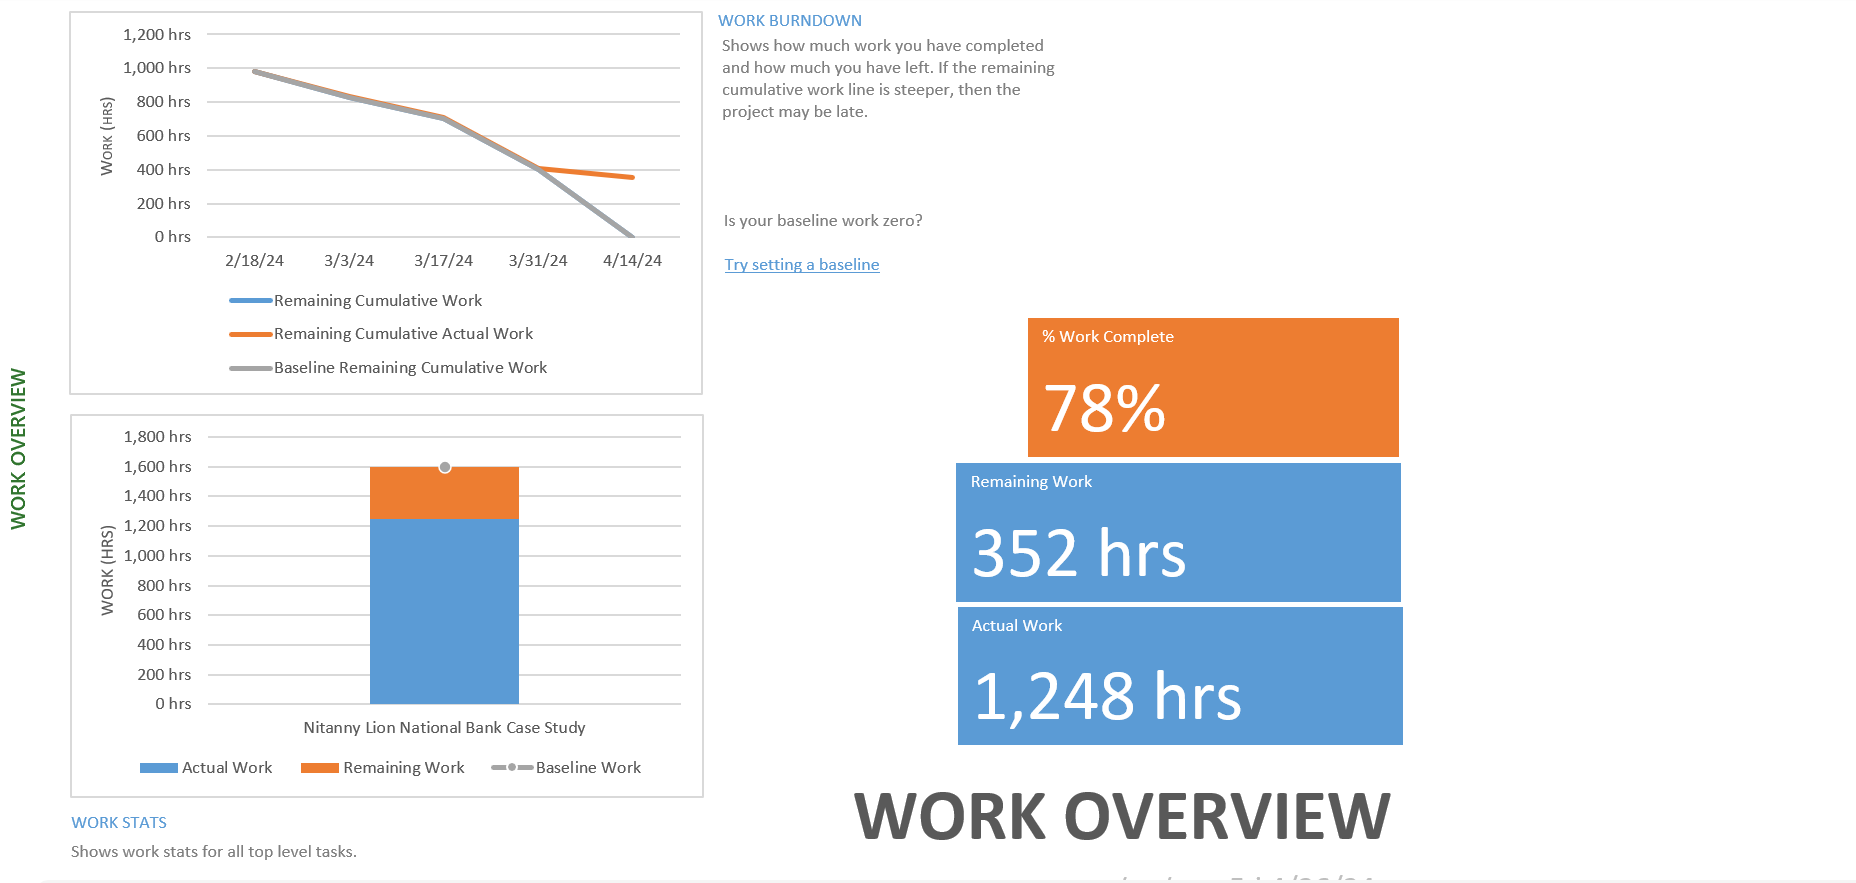 WORK OVERVIEW
1,200 hrs
1,000 hrs
800 hrs
600 hrs
400 hrs
200 hrs
0 hrs
WORK (HRS)
2/18/24 3/3/24 3/17/24 3/31/24 4/14/24
Remaining Cumulative Work
Remaining Cumulative Actual Work
Baseline Remaining Cumulative Work
WORK BURNDOWN
Shows how much work you have completed
and how much you have left. If the remaining
cumulative work line is steeper, then the
project may be late.
Is your baseline work zero?
Try setting a baseline
1,800 hrs
1,600 hrs
1,400 hrs
1,200 hrs
1,000 hrs
800 hrs
600 hrs
400 hrs
200 hrs
0 hrs
WORK (HRS)
Nitanny Lion National Bank Case Study
Actual Work Remaining Work Baseline Work
WORK STATS
Shows work stats for all top level tasks.
% Work Complete
78%
Remaining Work
352 hrs
Actual Work
1,248 hrs
WORK OVERVIEW